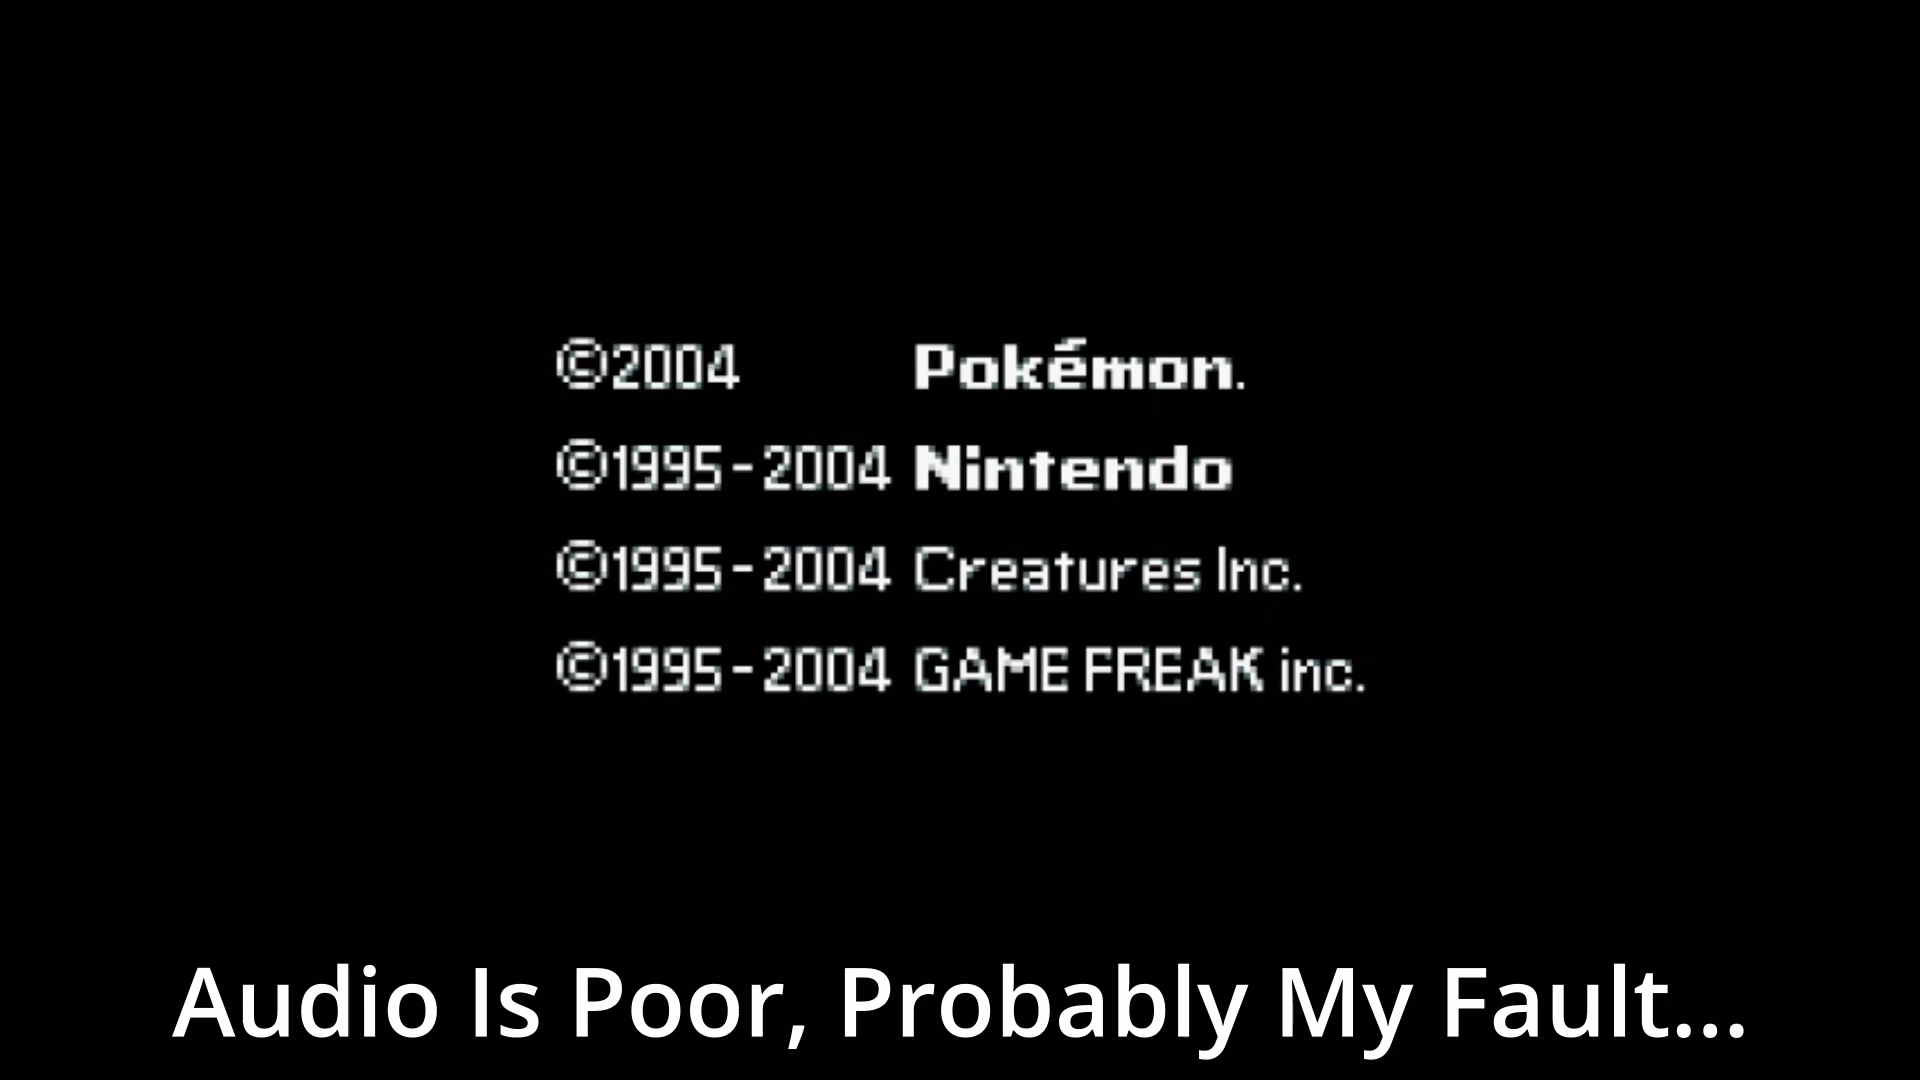 ©2004 Pokémon.
©1995-2004 Nintendo
©1995-2004 Creatures Inc.
©1995-2004 GAME FREAK inc.
Audio Is Poor, Probably My Fault...